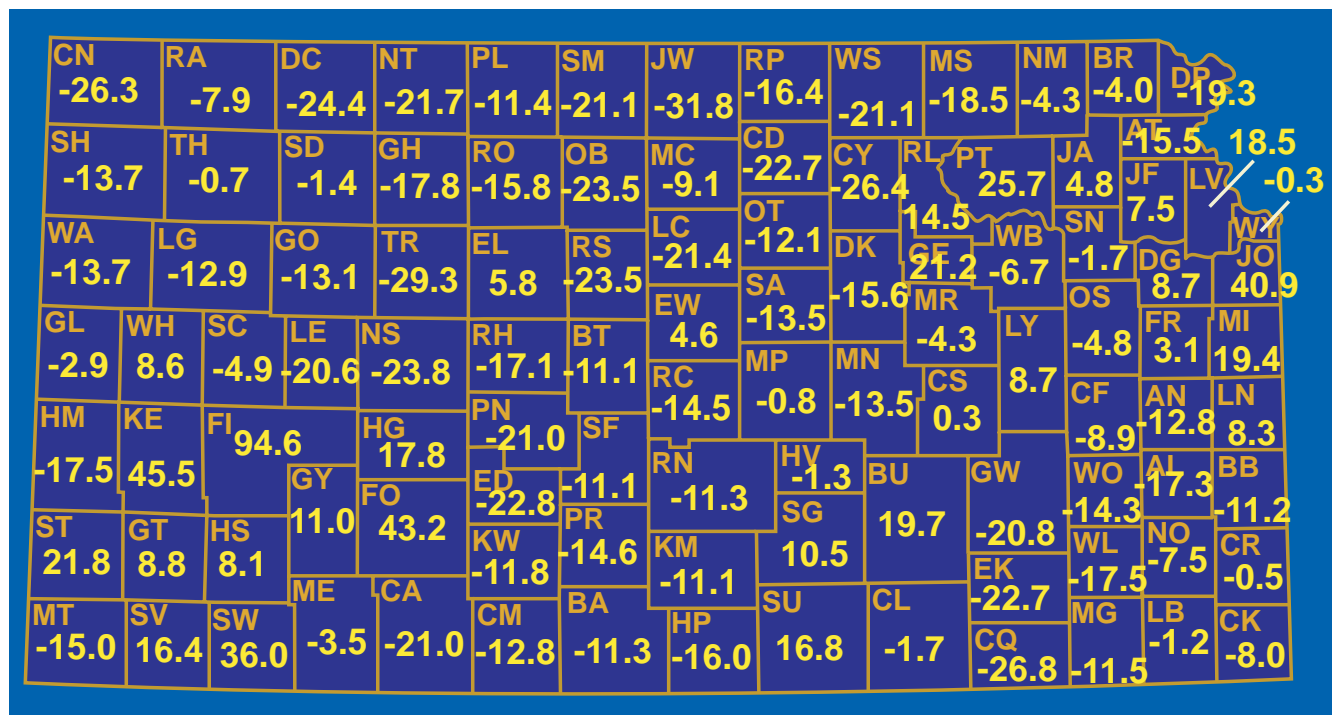 CN RA DC NT PL SM JW RP WS MS NM BR DP
-26.3 -7.9 -24.4 -21.7 -11.4 -21.1 -31.8 -16.4 -21.1 -18.5 -4.3 -4.0 -19.3
SH TH SD GH RO OB MC CD CY RL PT JA AT 18.5
-13.7 -0.7 -1.4 -17.8 -15.8 -23.5 -9.1 -22.7 -26.4 14.5 25.7 4.8 -15.5 -0.3
JF LV
7.5
WA LG GO TR EL RS LC OT DK GE WB SN WY
-13.7 -12.9 -13.1 -29.3 5.8 -23.5 -21.4 -12.1 -15.6 21.2 -6.7 -1.7
DG JO
8.7 40.9
GL WH SC LE NS RH BT EW SA MR LY OS FR MI
-2.9 8.6 -4.9 -20.6 -23.8 -17.1 -11.1 4.6 -13.5 -4.3 8.7 -4.8 3.1 19.4
RC MP MN CS CF AN LN
-14.5 -0.8 -13.5 0.3 -8.9 -12.8 8.3
HM KE FI HG PN SF
-17.5 45.5 94.6 17.8 -21.0 -11.1
GY FO ED RN HV BU GW WO AL BB
11.0 43.2 -22.8 -11.3 -1.3 19.7 -20.8 -14.3 -17.3 -11.2
ST GT HS KW PR KM SG EK WL NO CR
21.8 8.8 8.1 -11.8 -14.6 -11.1 10.5 -22.7 -17.5 -7.5 -0.5
MT SV SW ME CA CM BA HP SU CL CQ MG LB CK
-15.0 16.4 36.0 -3.5 -21.0 -12.8 -11.3 -16.0 16.8 -1.7 -26.8 -11.5 -1.2 -8.0